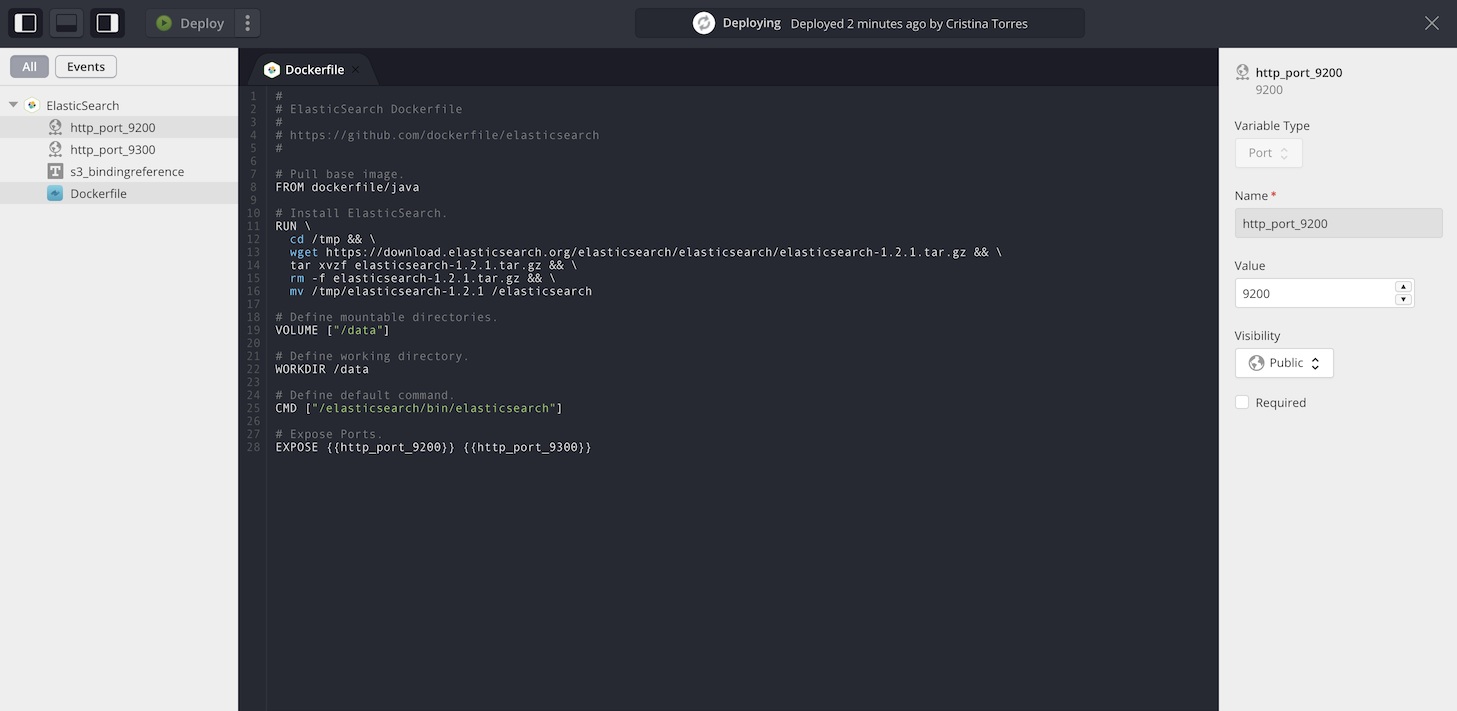 Deploy
Deploying Deployed 2 minutes ago by Cristina Torres
All Events
ElasticSearch
http_port_9200
http_port_9300
T s3_bindingreference
Dockerfile
Dockerfile
1 #
2 # ElasticSearch Dockerfile
3 #
4 # https://github.com/dockerfile/elasticsearch
5 #
6
7 # Pull base image.
8 FROM dockerfile/java
9
10 # Install ElasticSearch.
11 RUN \
12 cd /tmp && \
13 wget https://download.elasticsearch.org/elasticsearch/elasticsearch/elasticsearch-1.2.1.tar.gz && \
14 tar xvzf elasticsearch-1.2.1.tar.gz && \
15 rm -f elasticsearch-1.2.1.tar.gz && \
16 mv /tmp/elasticsearch-1.2.1 /elasticsearch
17
18 # Define mountable directories.
19 VOLUME ["/data"]
20
21 # Define working directory.
22 WORKDIR /data
23
24 # Define default command.
25 CMD ["/elasticsearch/bin/elasticsearch"]
26
27 # Expose Ports.
28 EXPOSE {{http_port_9200}} {{http_port_9300}}
http_port_9200
9200
Variable Type
Port
Name *
http_port_9200
Value
9200
Visibility
Public
Required